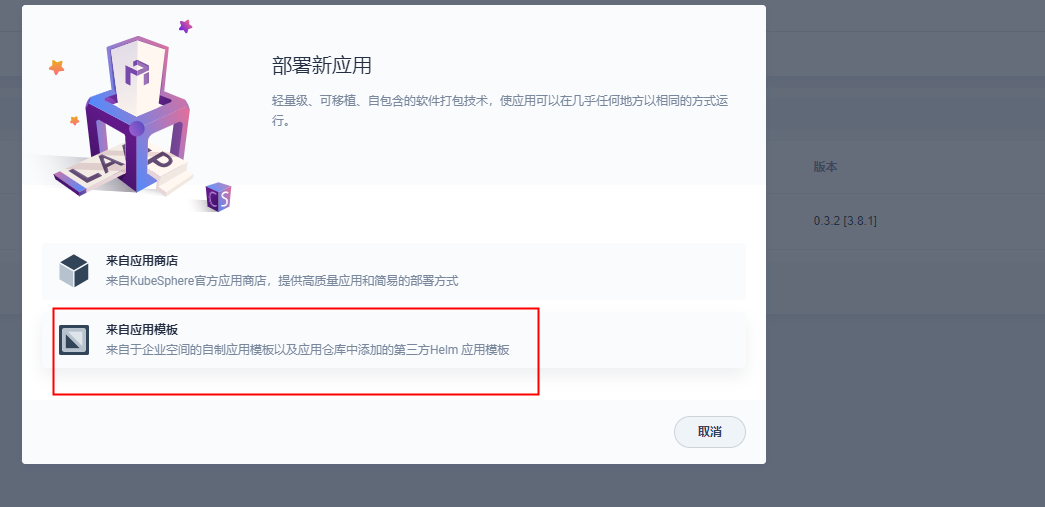 部署新应用
轻量级、可移植、自包含的软件打包技术，使应用可以在几乎任何地方以相同的方式运
行。
LAP
CS
版本
0.3.2 [3.8.1]
来自应用商店
来自KubeSphere官方应用商店，提供高质量应用和简易的部署方式
来自应用模板
来自于企业空间的自制应用模板以及应用仓库中添加的第三方Helm 应用模板
取消